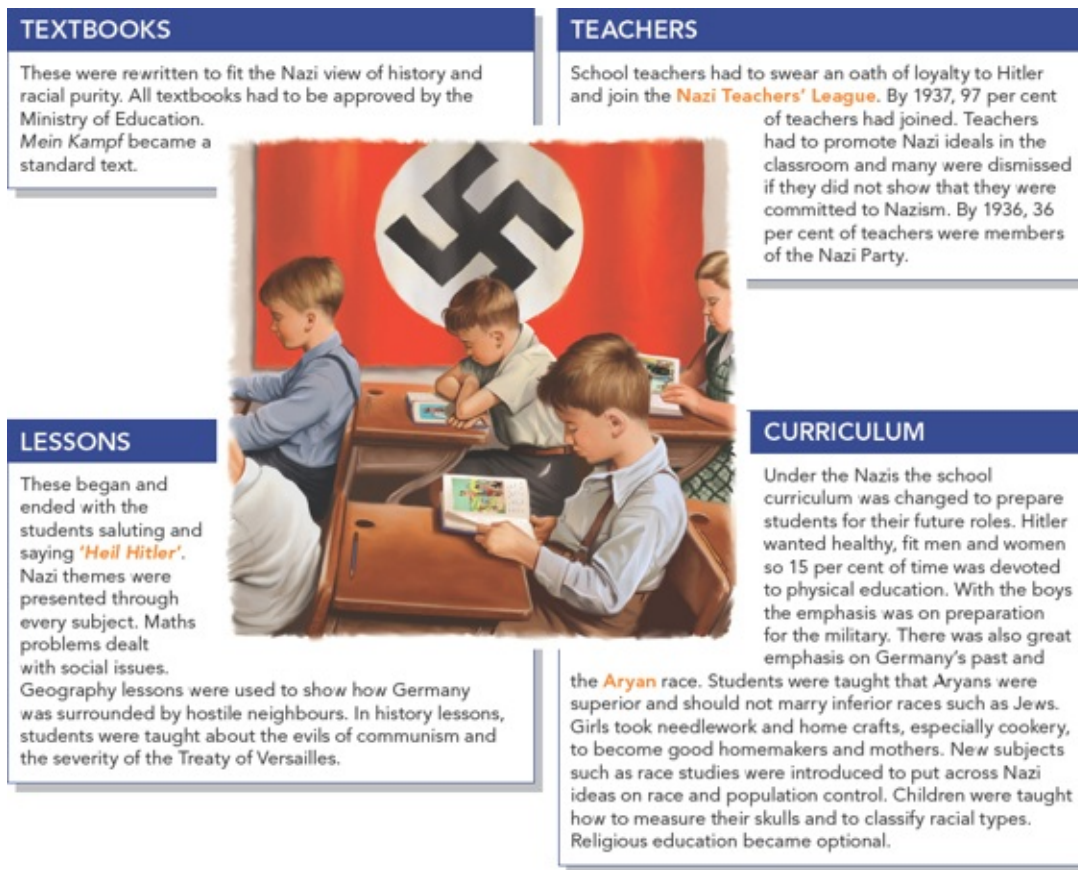 TEXTBOOKS
These were rewritten to fit the Nazi view of history and
racial purity. All textbooks had to be approved by the
Ministry of Education.
Mein Kampf became a
standard text.
TEACHERS
School teachers had to swear an oath of loyalty to Hitler
and join the Nazi Teachers' League. By 1937, 97 per cent
of teachers had joined. Teachers
had to promote Nazi ideals in the
classroom and many were dismissed
if they did not show that they were
committed to Nazism. By 1936, 36
per cent of teachers were members
of the Nazi Party.
LESSONS
These began and
ended with the
students saluting and
saying 'Heil Hitler'.
Nazi themes were
presented through
every subject. Maths
problems dealt
with social issues.
Geography lessons were used to show how Germany
was surrounded by hostile neighbours. In history lessons,
students were taught about the evils of communism and
the severity of the Treaty of Versailles.
CURRICULUM
Under the Nazis the school
curriculum was changed to prepare
students for their future roles. Hitler
wanted healthy, fit men and women
so 15 per cent of time was devoted
to physical education. With the boys
the emphasis was on preparation
for the military. There was also great
emphasis on Germany's past and
the Aryan race. Students were taught that Aryans were
superior and should not marry inferior races such as Jews.
Girls took needlework and home crafts, especially cookery,
to become good homemakers and mothers. New subjects
such as race studies were introduced to put across Nazi
ideas on race and population control. Children were taught
how to measure their skulls and to classify racial types.
Religious education became optional.